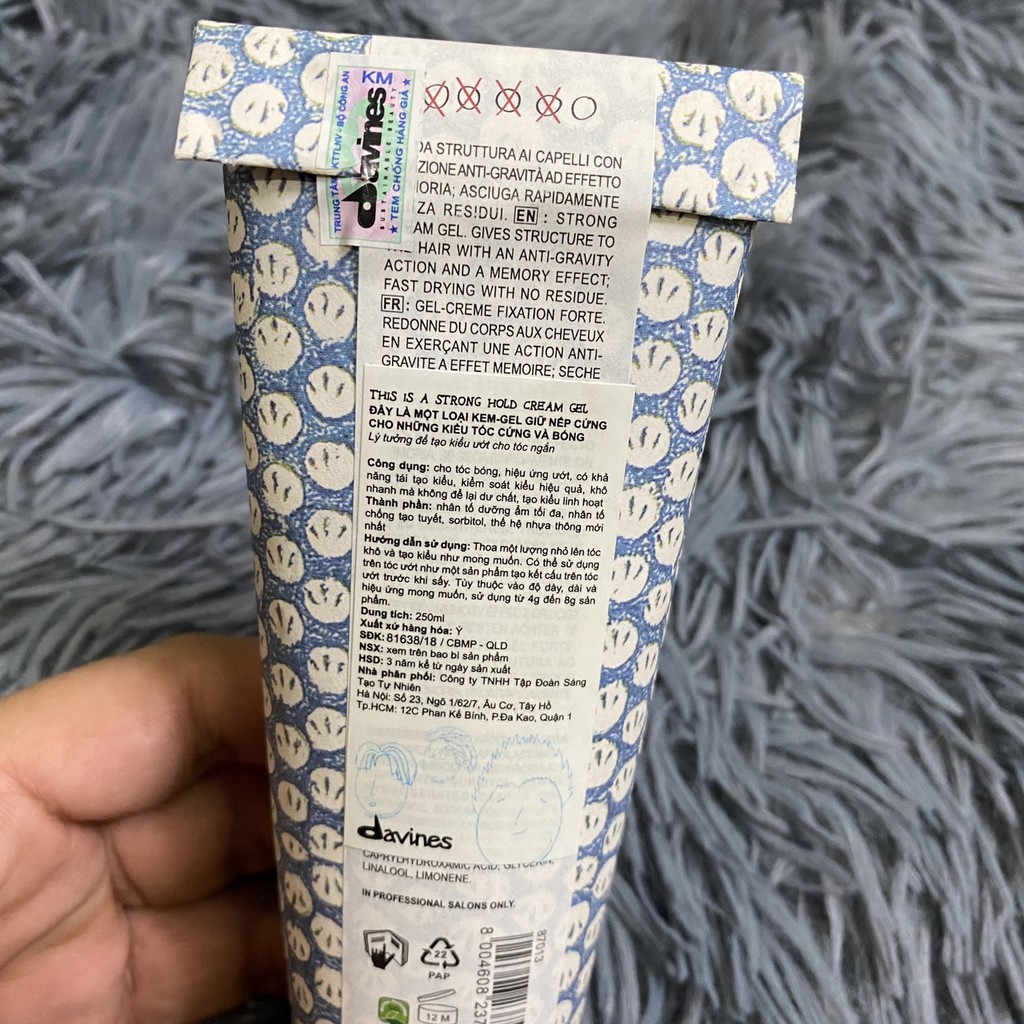 TRUNG TÂM KTTLNV - BỘ CÔNG AN
KM
davines
SUSTAINABLE BEAUTY
★ TEM CHỐNG HÀNG GIẢ ★
DA STRUTTURA AI CAPELLI CON
ZIONE ANTI-GRAVITÀ AD EFFETTO
ORIA; ASCIUGA RAPIDAMENTE
ZA RESIDUI. EN : STRONG
AM GEL. GIVES STRUCTURE TO
HAIR WITH AN ANTI-GRAVITY
ACTION AND A MEMORY EFFECT;
FAST DRYING WITH NO RESIDUE.
FR : GEL-CREME FIXATION FORTE.
REDONNE DU CORPS AUX CHEVEUX
EN EXERÇANT UNE ACTION ANTI-
GRAVITE A EFFET MEMOIRE; SECHE
THIS IS A STRONG HOLD CREAM GEL
ĐÂY LÀ MỘT LOẠI KEM-GEL GIỮ NẾP CỨNG
CHO NHỮNG KIỂU TÓC CỨNG VÀ BÓNG
Lý tưởng để tạo kiểu ướt cho tóc ngắn
Công dụng: cho tóc bóng, hiệu ứng ướt, có khả
năng tái tạo kiểu, kiểm soát kiểu hiệu quả, khô
nhanh mà không để lại dư chất, tạo kiểu linh hoạt
Thành phần: nhân tố dưỡng ẩm tối đa, nhân tố
chống tạo tuyết, sorbitol, thế hệ nhựa thông mới
nhất
Hướng dẫn sử dụng: Thoa một lượng nhỏ lên tóc
khô và tạo kiểu như mong muốn. Có thể sử dụng
trên tóc ướt như một sản phẩm tạo kết cấu trên tóc
ướt trước khi sấy. Tùy thuộc vào độ dày, dài và
hiệu ứng mong muốn, sử dụng từ 4g đến 8g sản
phẩm.
Dung tích: 250ml
Xuất xứ hàng hóa: Ý
SĐK: 81638/18 / CBMP - QLD
NSX: xem trên bao bì sản phẩm
HSD: 3 năm kể từ ngày sản xuất
Nhà phân phối: Công ty TNHH Tập Đoàn Sáng
Tạo Tự Nhiên
Hà Nội: Số 23, Ngõ 1/62/7, Âu Cơ, Tây Hồ
Tp.HCM: 12C Phan Kế Bính, P.Đa Kao, Quận 1
davines
CAPRYLHYDROXAMIC ACID, GLYCERIN,
LINALOOL, LIMONENE.
IN PROFESSIONAL SALONS ONLY.
22
PAP
12 M
87013
8 004608 237